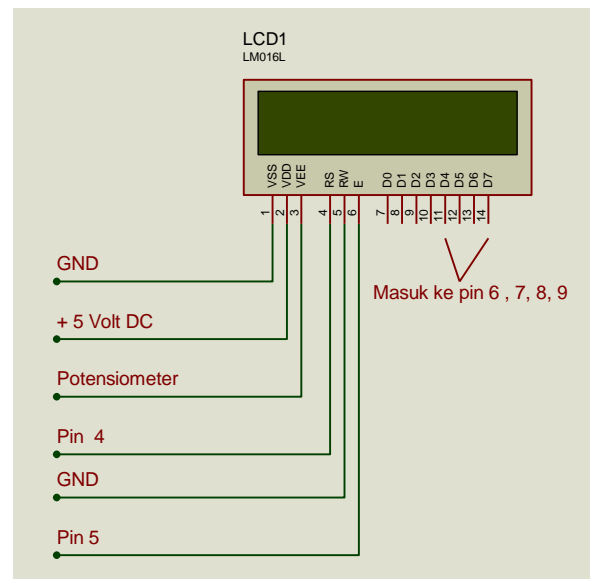 LCD1
LM016L
VSS
VDD
VEE
RS
RW
E
D0
D1
D2
D3
D4
D5
D6
D7
1
2
3
4
5
6
7
8
9
10
11
12
13
14
GND
Masuk ke pin 6 , 7, 8, 9
+ 5 Volt DC
Potensiometer
Pin 4
GND
Pin 5